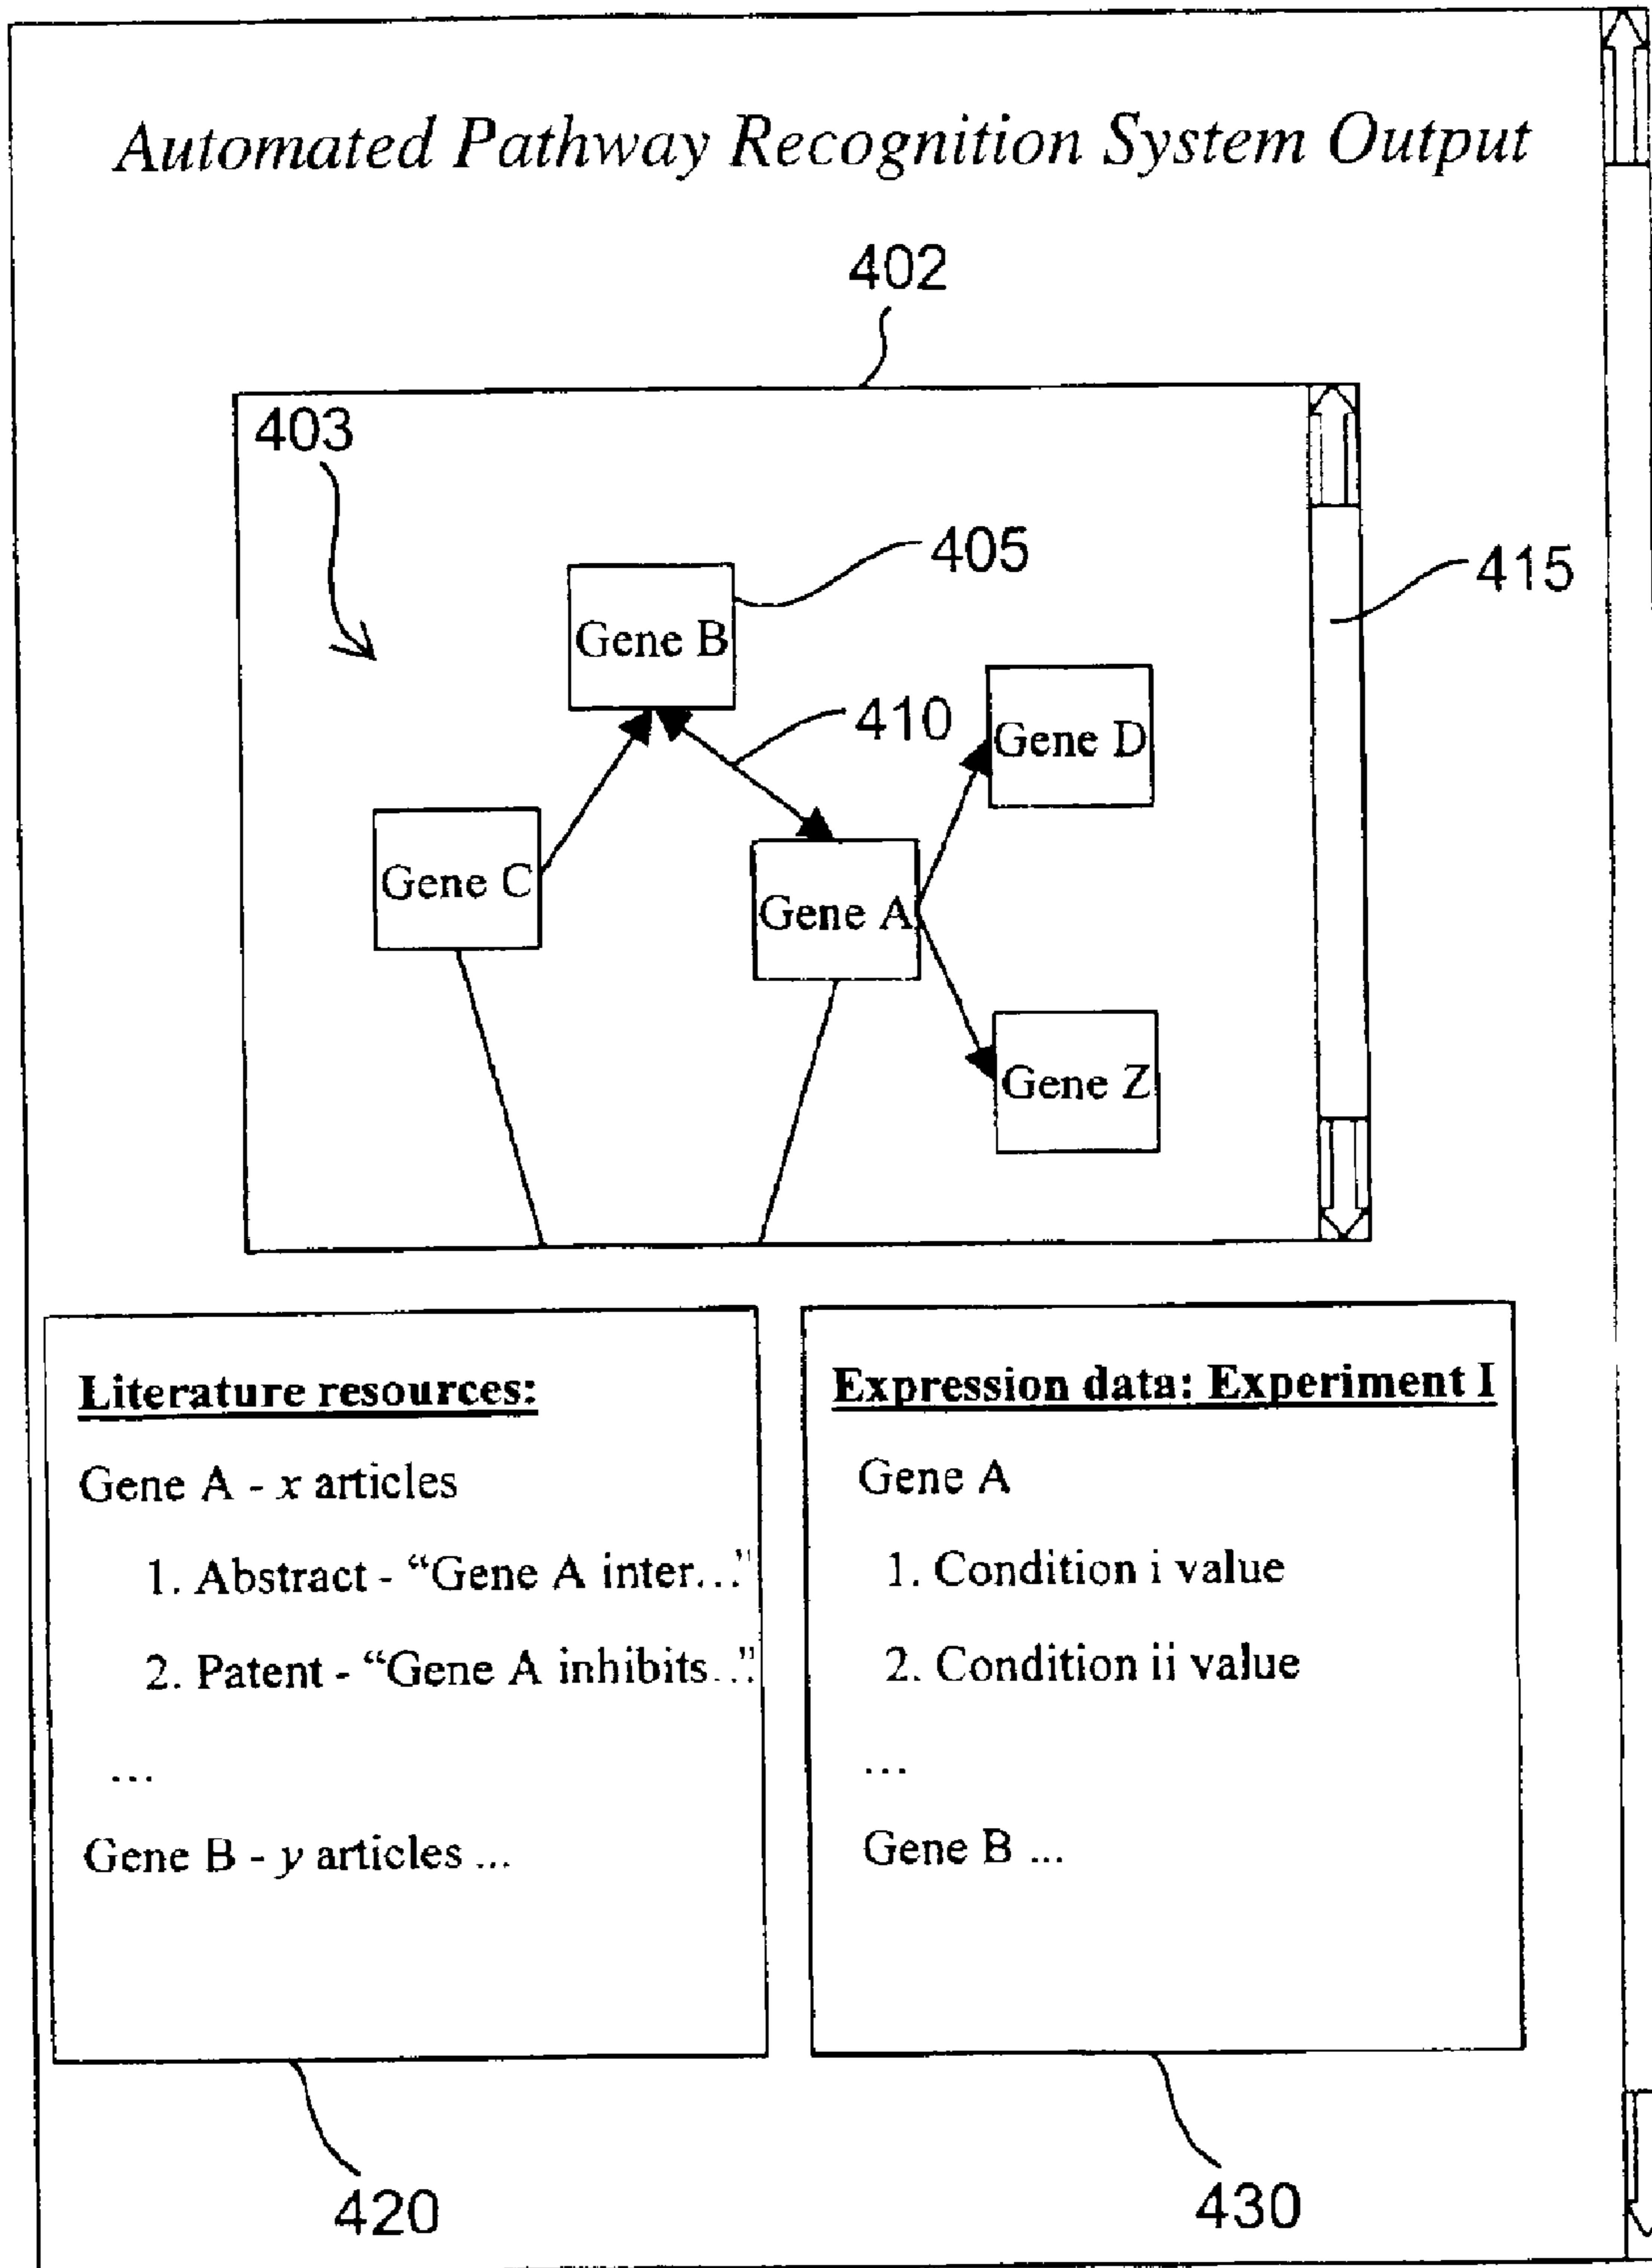 Automated Pathway Recognition System Output
402
403
405
415
Gene B
410
Gene D
Gene C
Gene A
Gene Z
Literature resources:
Gene A - x articles
1. Abstract - “Gene A inter...”
2. Patent - “Gene A inhibits...”
...
Gene B - y articles ...
Expression data: Experiment I
Gene A
1. Condition i value
2. Condition ii value
...
Gene B ...
420
430